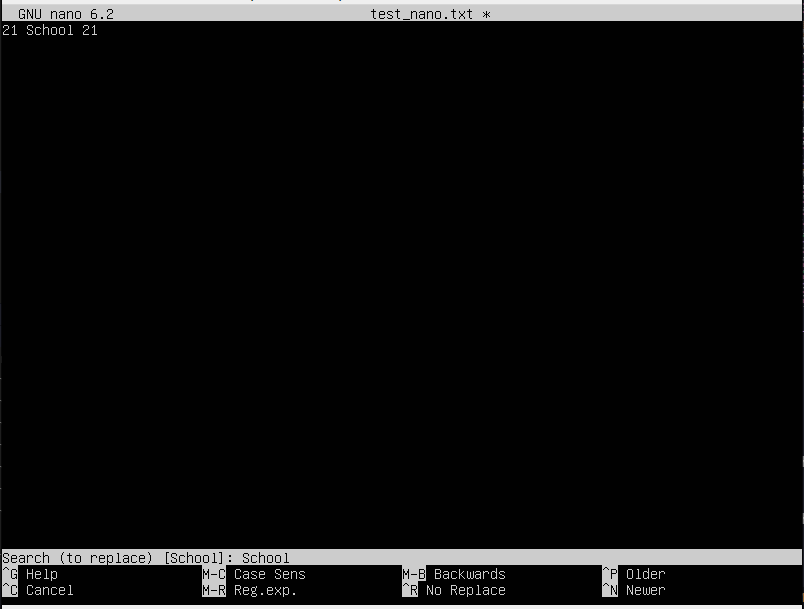 GNU nano 6.2 test_nano.txt *
21 School 21
Search (to replace) [School]: School
^G Help M-C Case Sens M-B Backwards ^P Older
^C Cancel M-R Reg.exp. ^R No Replace ^N Newer